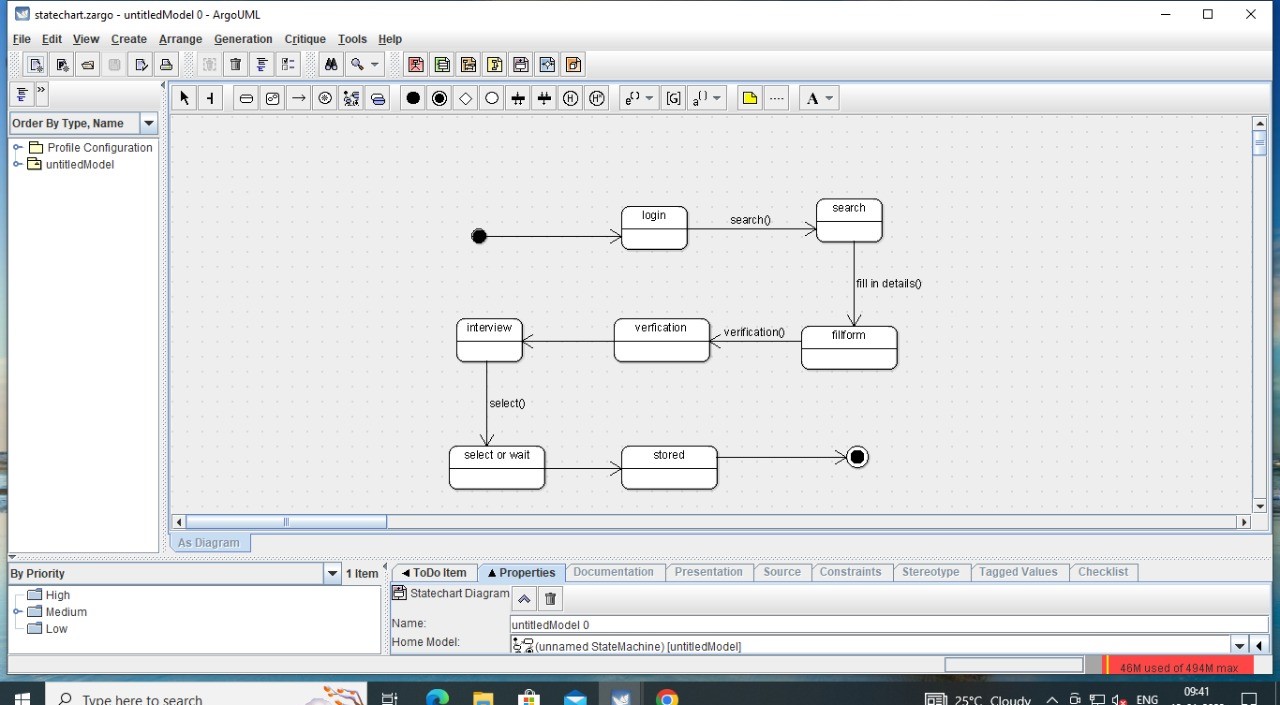 statechart.zargo - untitledModel 0 - ArgoUML
File Edit View Create Arrange Generation Critique Tools Help
Order By Type, Name
Profile Configuration
untitledModel
login
search()
search
fill in details()
interview
verfication
verification()
fillform
select()
select or wait
stored
As Diagram
By Priority
1 Item
High
Medium
Low
ToDo Item
Properties
Documentation
Presentation
Source
Constraints
Stereotype
Tagged Values
Checklist
Statechart Diagram
Name:
untitledModel 0
Home Model:
(unnamed StateMachine) [untitledModel]
46M used of 494M max
Type here to search
25°C Cloudy
ENG
09:41